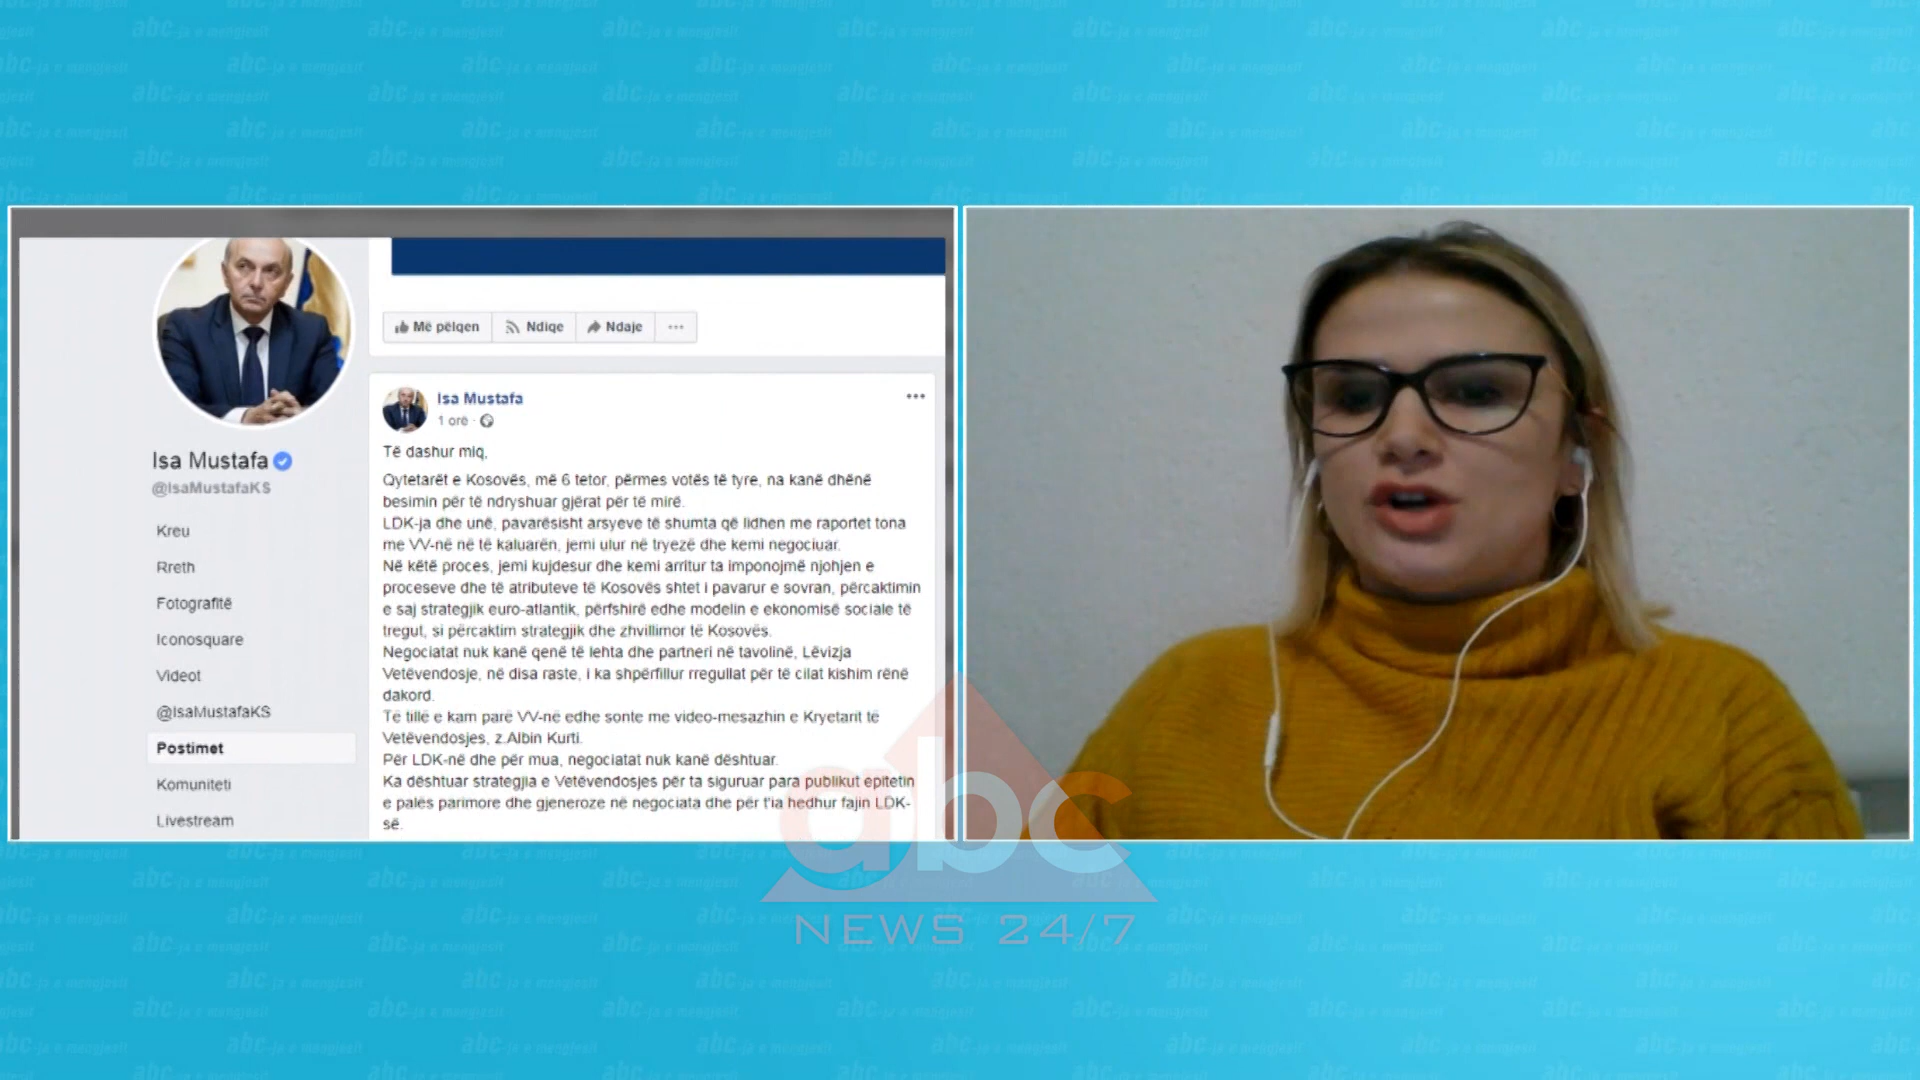 Isa Mustafa
@IsaMustafaKS
Kreu
Rreth
Fotografitë
Iconosquare
Videot
@IsaMustafaKS
Postimet
Komuniteti
Livestream
Më pëlqen
Ndiqe
Ndaje
Isa Mustafa
1 orë
Të dashur miq,
Qytetarët e Kosovës, më 6 tetor, përmes votës të tyre, na kanë dhënë
besimin për të ndryshuar gjërat për të mirë.
LDK-ja dhe unë, pavarësisht arsyeve të shumta që lidhen me raportet tona
me VV-në në të kaluarën, jemi ulur në tryezë dhe kemi negociuar.
Në këtë proces, jemi kujdesur dhe kemi arritur ta imponojmë njohjen e
proceseve dhe të atributeve të Kosovës shtet i pavarur e sovran, përcaktimin
e saj strategjik euro-atlantik, përfshirë edhe modelin e ekonomisë sociale të
tregut, si përcaktim strategjik dhe zhvillimor të Kosovës.
Negociatat nuk kanë qenë të lehta dhe partneri në tavolinë, Lëvizja
Vetëvendosje, në disa raste, i ka shpërfillur rregullat për të cilat kishim rënë
dakord.
Të tillë e kam parë VV-në edhe sonte me video-mesazhin e Kryetarit të
Vetëvendosjes, z.Albin Kurti.
Për LDK-në dhe për mua, negociatat nuk kanë dështuar.
Ka dështuar strategjia e Vetëvendosjes për ta siguruar para publikut epitetin
e palës parimore dhe gjeneroze në negociata dhe për t'ia hedhur fajin LDK-
së.
abc
NEWS 24/7
abc-ja e mengjesit